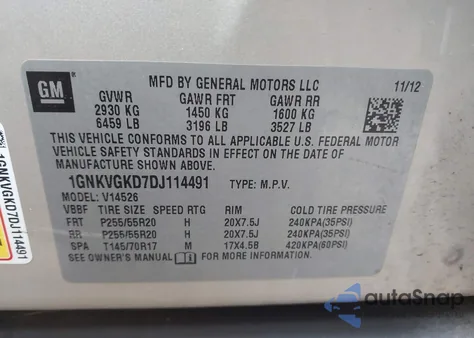 GM
MFD BY GENERAL MOTORS LLC
11/12
GVWR GAWR FRT GAWR RR
2930 KG 1450 KG 1600 KG
6459 LB 3196 LB 3527 LB
THIS VEHICLE CONFORMS TO ALL APPLICABLE U.S. FEDERAL MOTOR
VEHICLE SAFETY STANDARDS IN EFFECT ON THE DATE OF
MANUFACTURE SHOWN ABOVE.
1GNKVGKD7DJ114491 TYPE: M.P.V.
MODEL: V14526
VBBF TIRE SIZE SPEED RTG RIM COLD TIRE PRESSURE
FRT P255/55R20 H 20X7.5J 240KPA(35PSI)
RR P255/55R20 H 20X7.5J 240KPA(35PSI)
SPA T145/70R17 M 17X4.5B 420KPA(60PSI)
SEE OWNER'S MANUAL FOR MORE INFORMATION.
1GNKVGKD7DJ114491
autoSnap